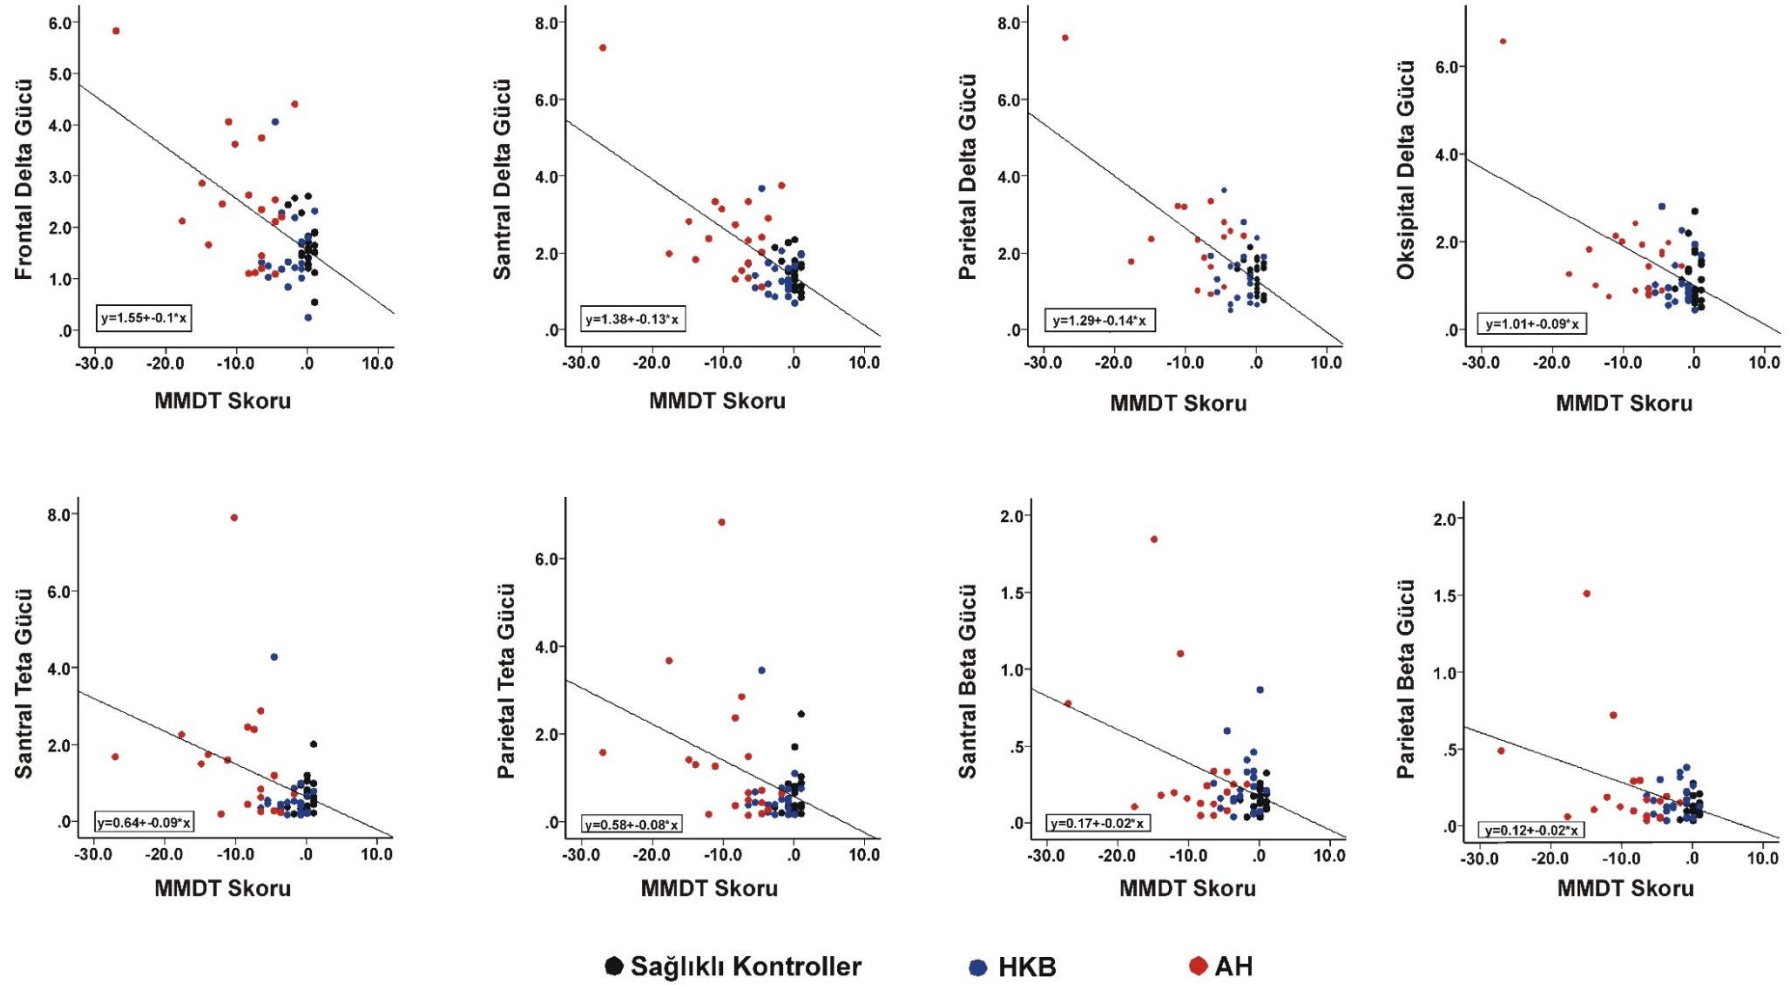 Frontal Delta Gücü
6.0
5.0
4.0
3.0
2.0
1.0
.0
y=1.55+-0.1*x
-30.0 -20.0 -10.0 .0 10.0
MMDT Skoru
Santral Delta Gücü
8.0
6.0
4.0
2.0
.0
y=1.38+-0.13*x
-30.0 -20.0 -10.0 .0 10.0
MMDT Skoru
Parietal Delta Gücü
8.0
6.0
4.0
2.0
.0
y=1.29+-0.14*x
-30.0 -20.0 -10.0 .0 10.0
MMDT Skoru
Oksipital Delta Gücü
6.0
4.0
2.0
.0
y=1.01+-0.09*x
-30.0 -20.0 -10.0 .0 10.0
MMDT Skoru
Santral Teta Gücü
8.0
6.0
4.0
2.0
.0
y=0.64+-0.09*x
-30.0 -20.0 -10.0 .0 10.0
MMDT Skoru
Parietal Teta Gücü
6.0
4.0
2.0
.0
y=0.58+-0.08*x
-30.0 -20.0 -10.0 .0 10.0
MMDT Skoru
Santral Beta Gücü
2.0
1.5
1.0
.5
.0
y=0.17+-0.02*x
-30.0 -20.0 -10.0 .0 10.0
MMDT Skoru
Parietal Beta Gücü
2.0
1.5
1.0
.5
.0
y=0.12+-0.02*x
-30.0 -20.0 -10.0 .0 10.0
MMDT Skoru
Sağlıklı Kontroller HKB AH